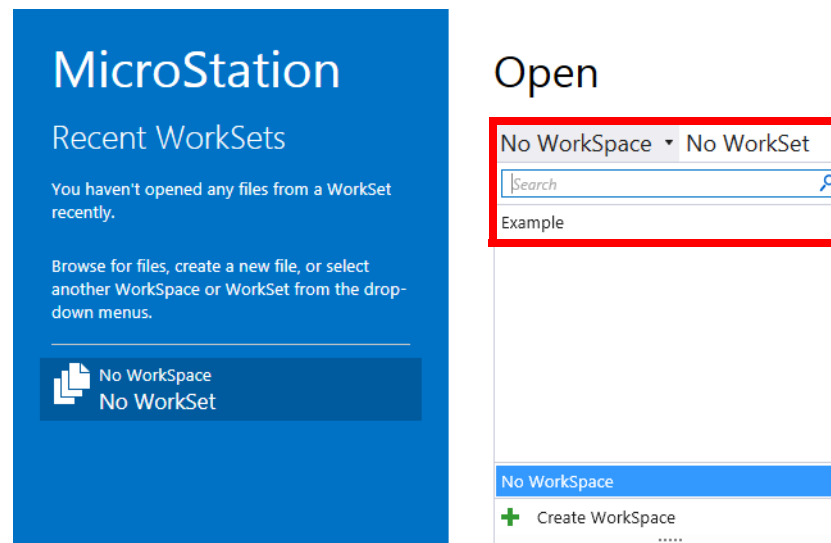 MicroStation
Recent WorkSets
You haven't opened any files from a WorkSet
recently.
Browse for files, create a new file, or select
another WorkSpace or WorkSet from the drop-
down menus.
No WorkSpace
No WorkSet
Open
No WorkSpace No WorkSet
Search
Example
No WorkSpace
Create WorkSpace